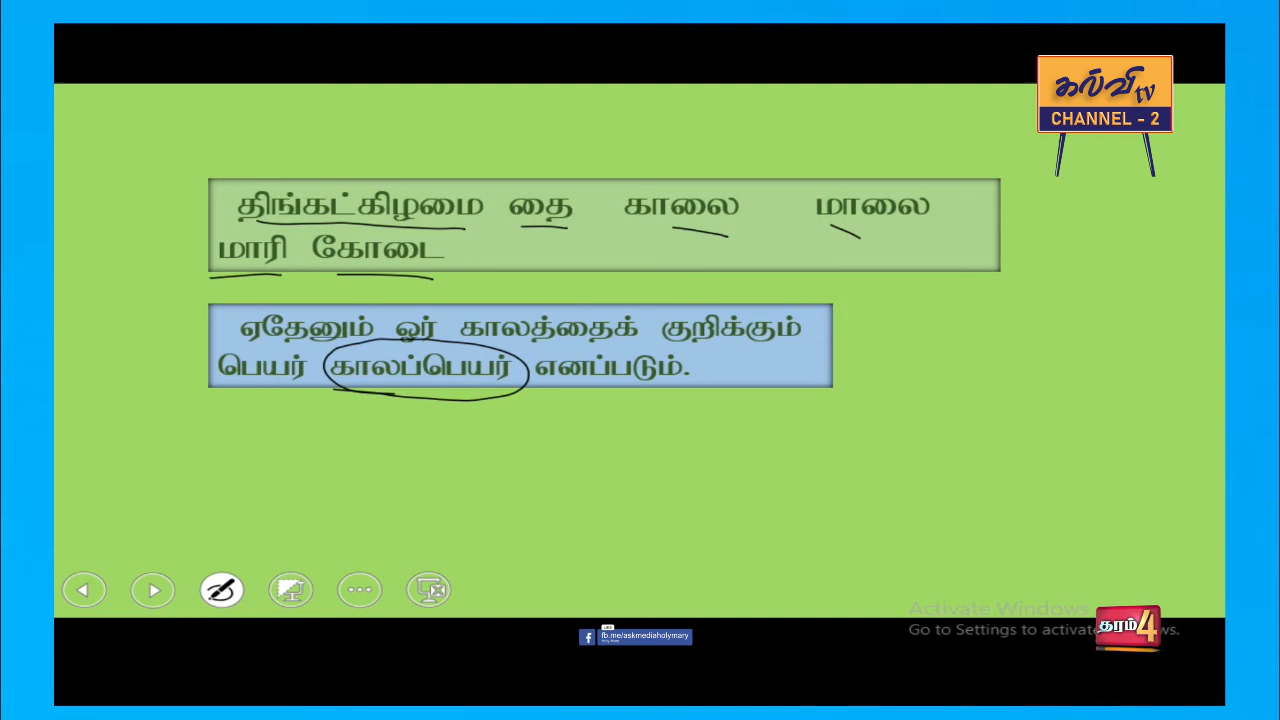 கல்வி tv
CHANNEL - 2
திங்கட்கிழமை தை காலை மாலை
மாரி கோடை
ஏதேனும் ஓர் காலத்தைக் குறிக்கும்
பெயர் காலப்பெயர் எனப்படும்.
Activate Windows
Go to Settings to activate
தரம் 4
LIKE
f fb.me/askmediaholymary